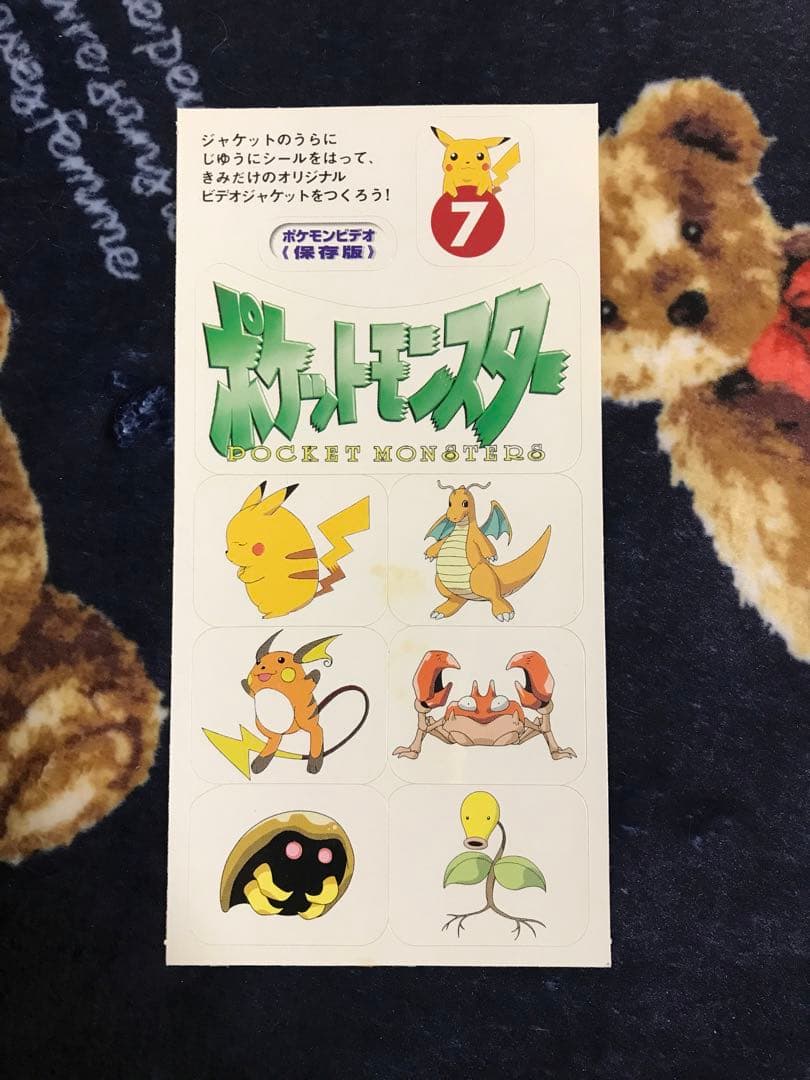 ジャケットのうらに
じゆうにシールをはって、
きみだけのオリジナル
ビデオジャケットをつくろう!
7
ポケモンビデオ
《保存版》
ポケットモンスター
POCKET MONSTERS
femme